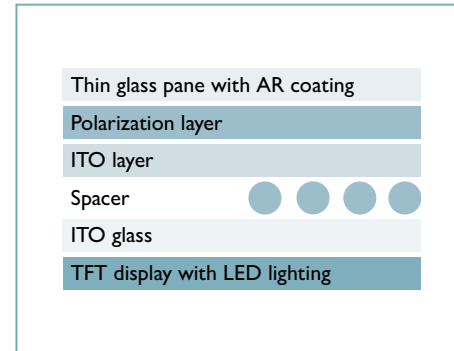 Thin glass pane with AR coating
Polarization layer
ITO layer
Spacer
ITO glass
TFT display with LED lighting